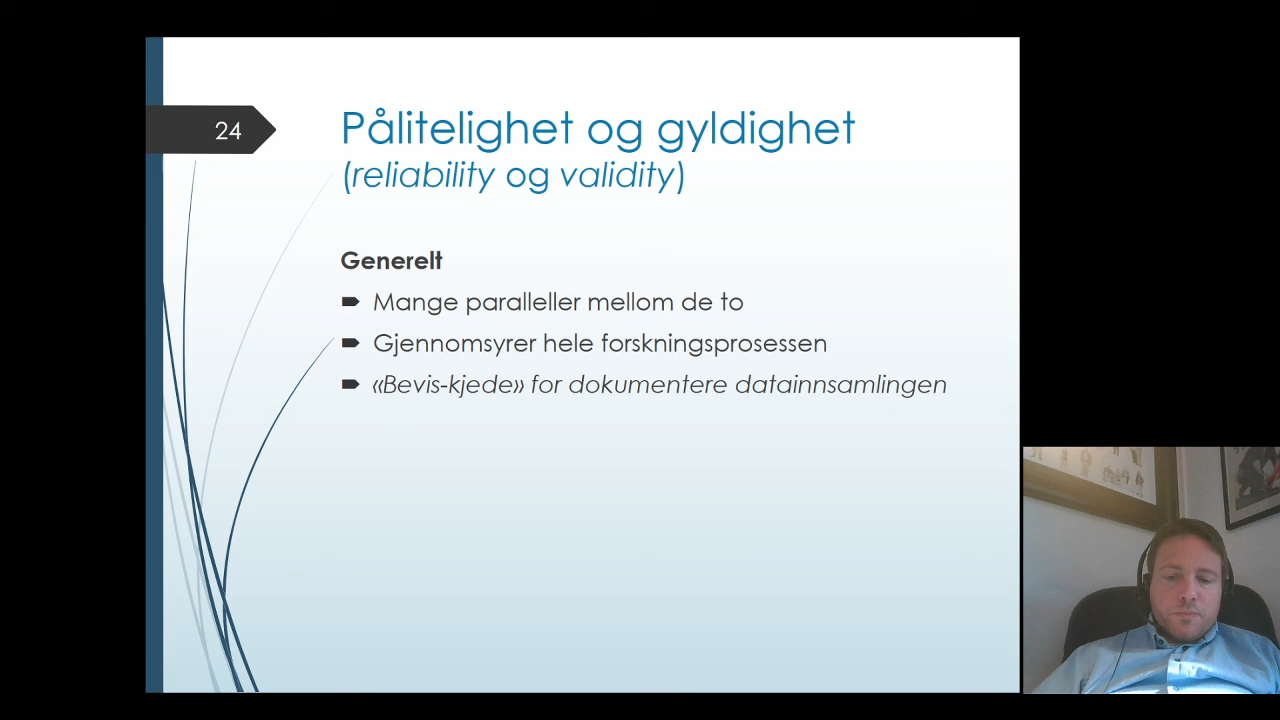 24
Pålitelighet og gyldighet
(reliability og validity)
Generelt
Mange paralleller mellom de to
Gjennomsyrer hele forskningsprosessen
«Bevis-kjede» for dokumentere datainnsamlingen